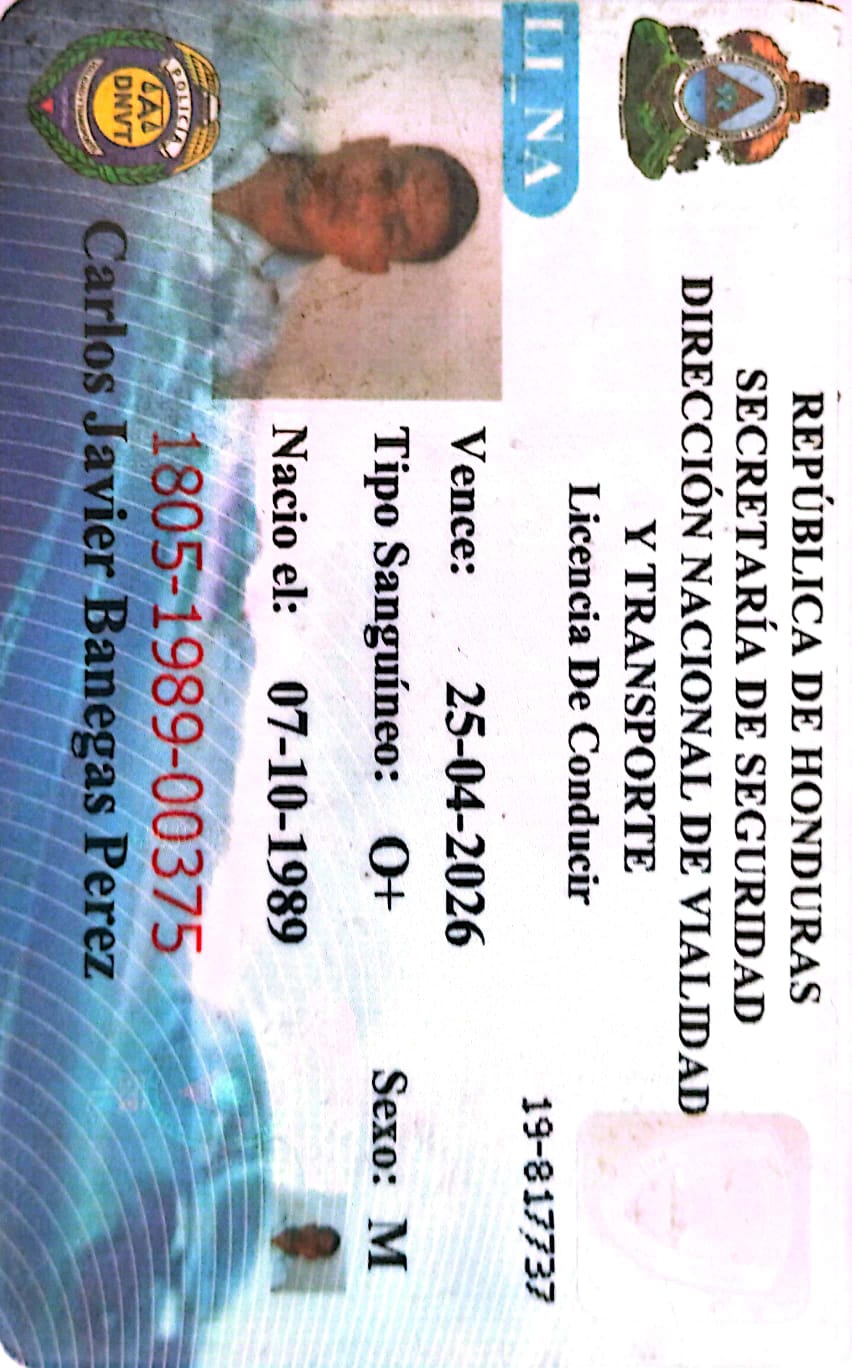 REPÚBLICA DE HONDURAS
SECRETARÍA DE SEGURIDAD
DIRECCIÓN NACIONAL DE VIALIDAD
Y TRANSPORTE
Licencia De Conducir
LI_NA
19-817737
Vence: 25-04-2026
Tipo Sanguíneo: O+ Sexo: M
Nacio el: 07-10-1989
1805-1989-00375
Carlos Javier Banegas Perez
POLICIA
DNVT